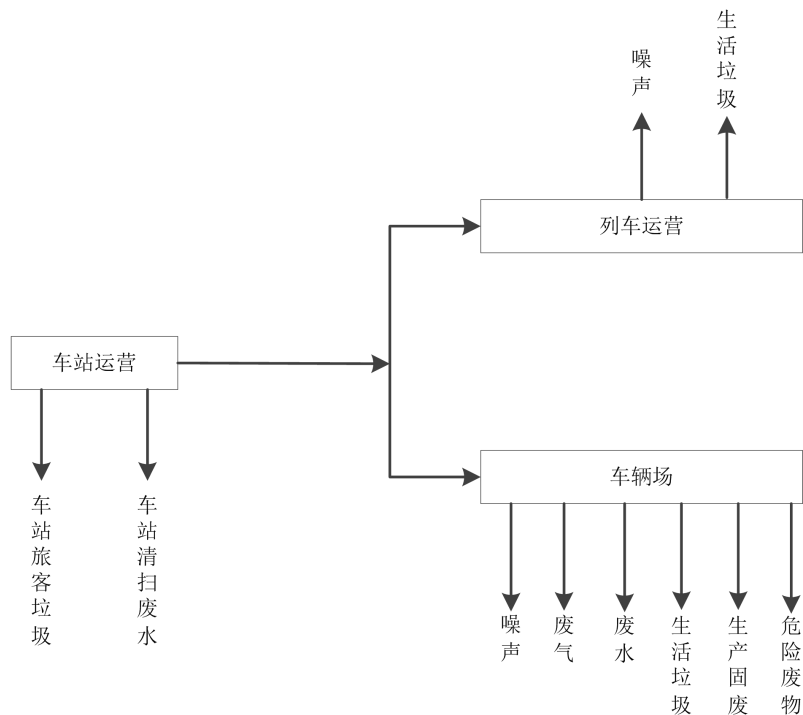 噪声
生活垃圾
列车运营
车站运营
车辆场
车站旅客垃圾
车站清扫废水
噪声
废气
废水
生活垃圾
生产固废
危险废物